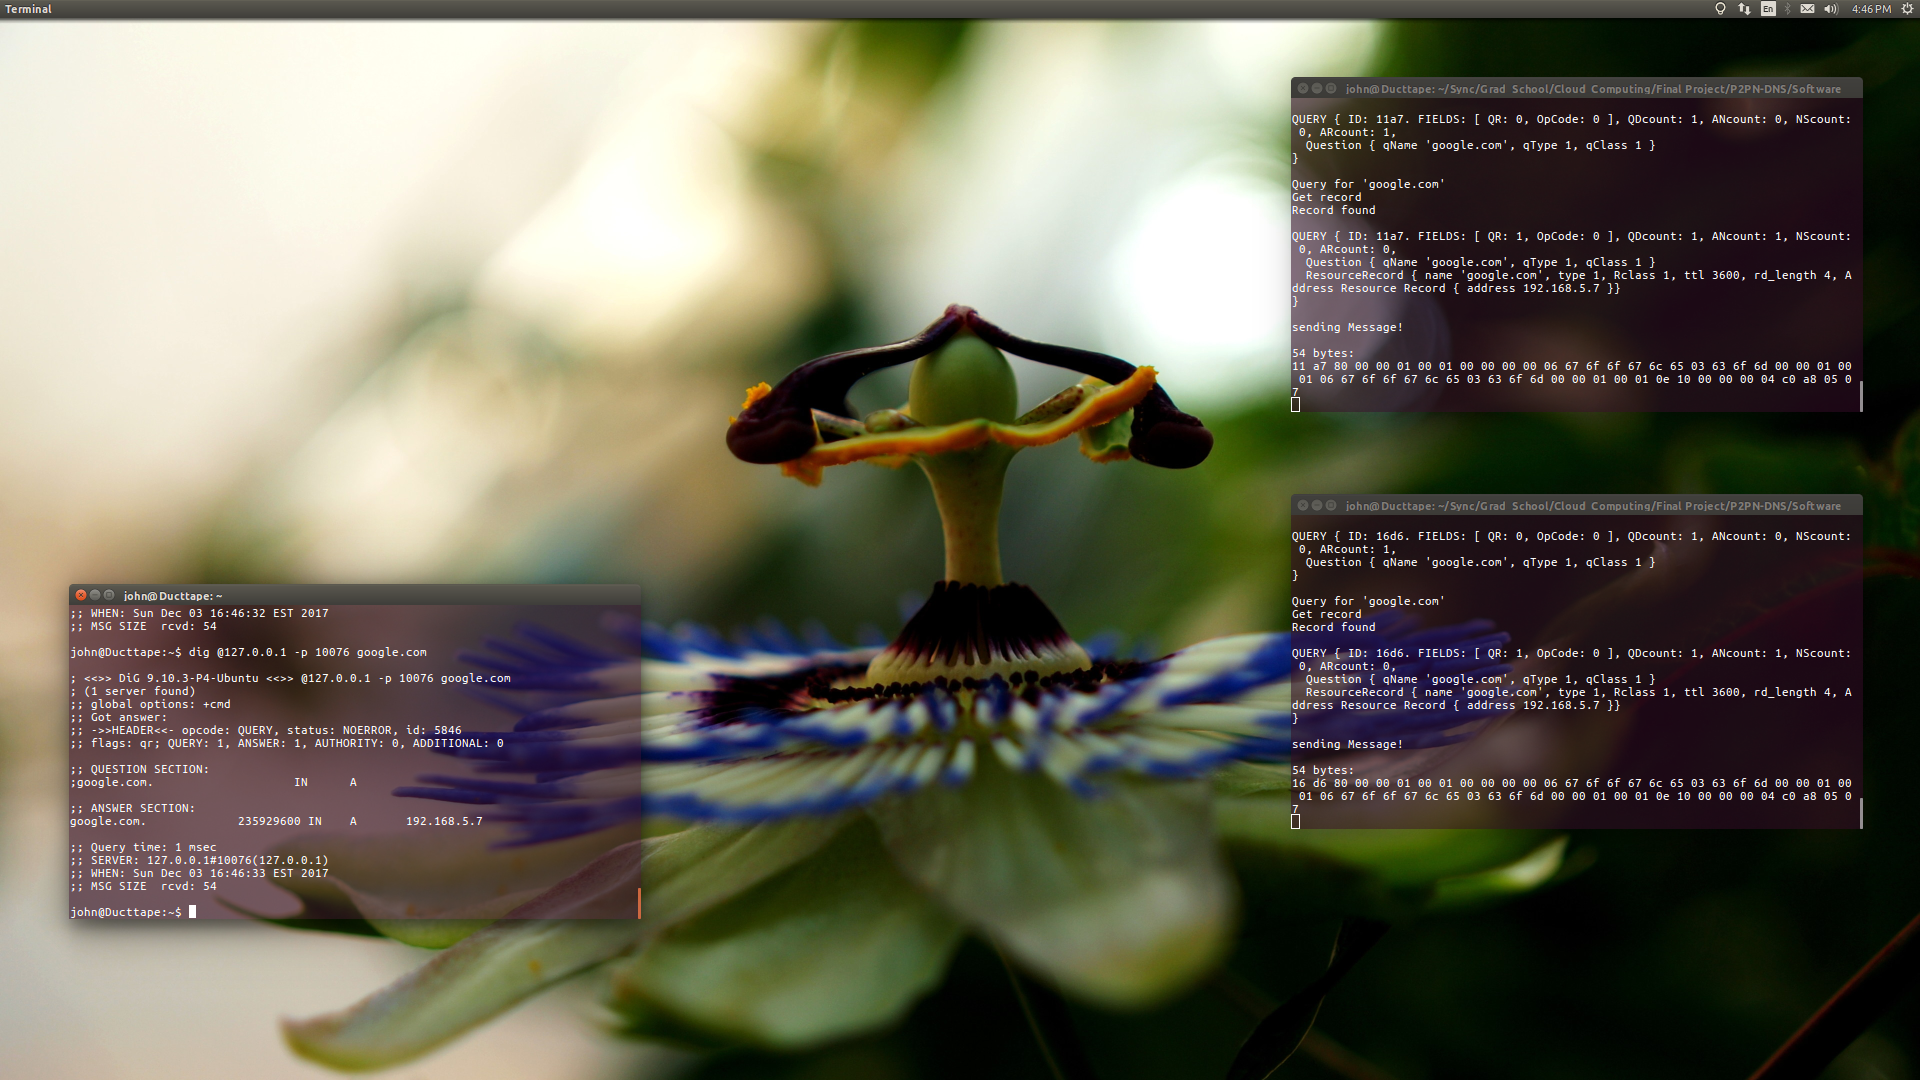 Terminal
En
4:46 PM
john@Ducttape: ~/Sync/Grad School/Cloud Computing/Final Project/P2PN-DNS/Software
QUERY { ID: 11a7. FIELDS: [ QR: 0, OpCode: 0 ], QDcount: 1, ANcount: 0, NScount:
0, ARcount: 1,
Question { qName 'google.com', qType 1, qClass 1 }
}
Query for 'google.com'
Get record
Record found
QUERY { ID: 11a7. FIELDS: [ QR: 1, OpCode: 0 ], QDcount: 1, ANcount: 1, NScount:
0, ARcount: 0,
Question { qName 'google.com', qType 1, qClass 1 }
ResourceRecord { name 'google.com', type 1, Rclass 1, ttl 3600, rd_length 4, A
ddress Resource Record { address 192.168.5.7 }}
}
sending Message!
54 bytes:
11 a7 80 00 00 01 00 01 00 00 00 00 06 67 6f 6f 67 6c 65 03 63 6f 6d 00 00 01 00
01 06 67 6f 6f 67 6c 65 03 63 6f 6d 00 00 01 00 01 0e 10 00 00 00 04 c0 a8 05 0
7
john@Ducttape: ~/Sync/Grad School/Cloud Computing/Final Project/P2PN-DNS/Software
QUERY { ID: 16d6. FIELDS: [ QR: 0, OpCode: 0 ], QDcount: 1, ANcount: 0, NScount:
0, ARcount: 1,
Question { qName 'google.com', qType 1, qClass 1 }
}
Query for 'google.com'
Get record
Record found
QUERY { ID: 16d6. FIELDS: [ QR: 1, OpCode: 0 ], QDcount: 1, ANcount: 1, NScount:
0, ARcount: 0,
Question { qName 'google.com', qType 1, qClass 1 }
ResourceRecord { name 'google.com', type 1, Rclass 1, ttl 3600, rd_length 4, A
ddress Resource Record { address 192.168.5.7 }}
}
sending Message!
54 bytes:
16 d6 80 00 00 01 00 01 00 00 00 00 06 67 6f 6f 67 6c 65 03 63 6f 6d 00 00 01 00
01 06 67 6f 6f 67 6c 65 03 63 6f 6d 00 00 01 00 01 0e 10 00 00 00 04 c0 a8 05 0
7
john@Ducttape: ~
;; WHEN: Sun Dec 03 16:46:32 EST 2017
;; MSG SIZE  rcvd: 54
john@Ducttape:~$ dig @127.0.0.1 -p 10076 google.com
; <<>> DiG 9.10.3-P4-Ubuntu <<>> @127.0.0.1 -p 10076 google.com
; (1 server found)
;; global options: +cmd
;; Got answer:
;; ->>HEADER<<- opcode: QUERY, status: NOERROR, id: 5846
;; flags: qr; QUERY: 1, ANSWER: 1, AUTHORITY: 0, ADDITIONAL: 0
;; QUESTION SECTION:
;google.com. IN A
;; ANSWER SECTION:
google.com. 235929600 IN A 192.168.5.7
;; Query time: 1 msec
;; SERVER: 127.0.0.1#10076(127.0.0.1)
;; WHEN: Sun Dec 03 16:46:33 EST 2017
;; MSG SIZE  rcvd: 54
john@Ducttape:~$